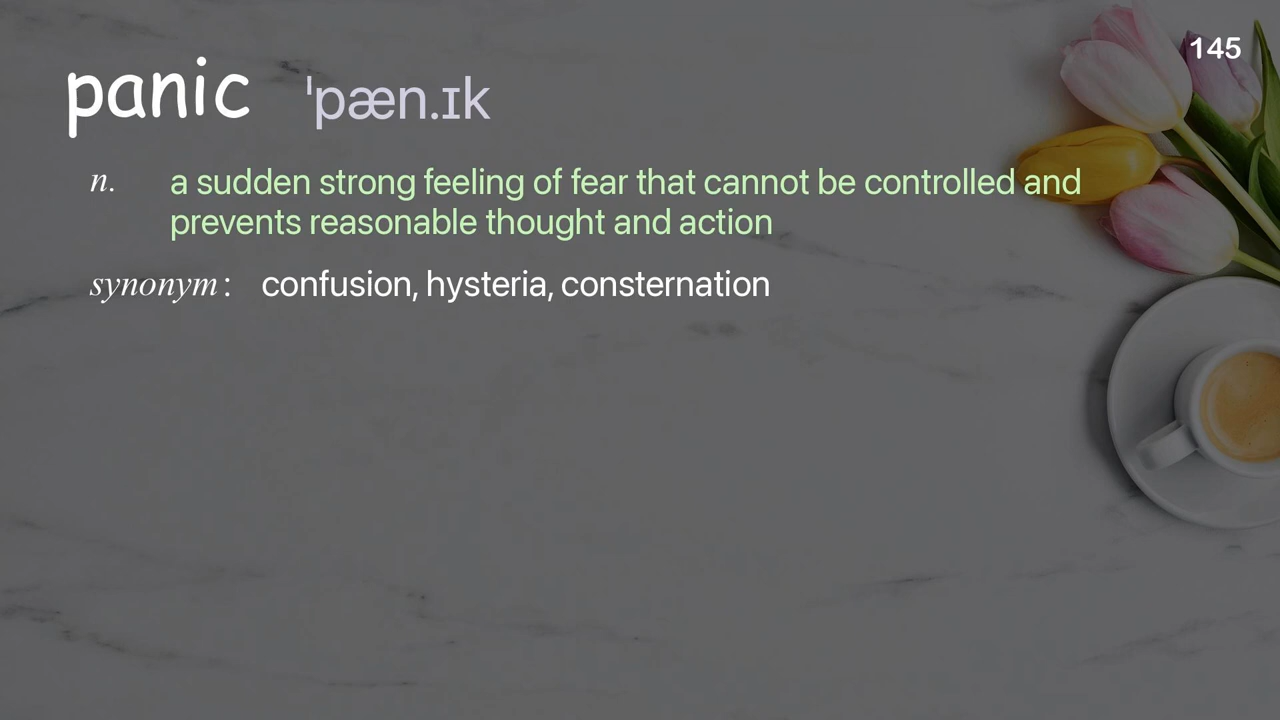 145
panic ˈpæn.ɪk
n. a sudden strong feeling of fear that cannot be controlled and
prevents reasonable thought and action
synonym: confusion, hysteria, consternation